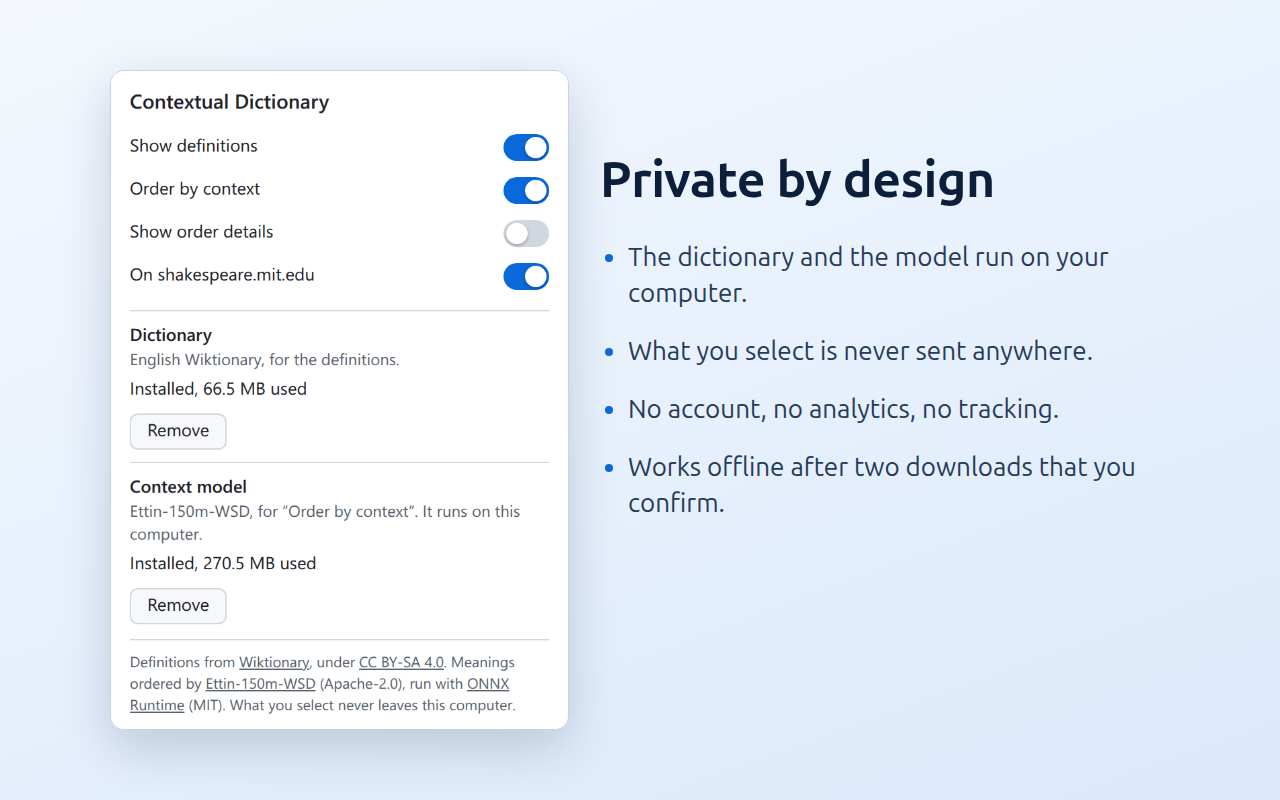 Contextual Dictionary
Show definitions
Order by context
Show order details
On shakespeare.mit.edu
Dictionary
English Wiktionary, for the definitions.
Installed, 66.5 MB used
Remove
Context model
Ettin-150m-WSD, for “Order by context”. It runs on this
computer.
Installed, 270.5 MB used
Remove
Definitions from Wiktionary, under CC BY-SA 4.0. Meanings
ordered by Ettin-150m-WSD (Apache-2.0), run with ONNX
Runtime (MIT). What you select never leaves this computer.
Private by design
• The dictionary and the model run on your
computer.
• What you select is never sent anywhere.
• No account, no analytics, no tracking.
• Works offline after two downloads that you
confirm.